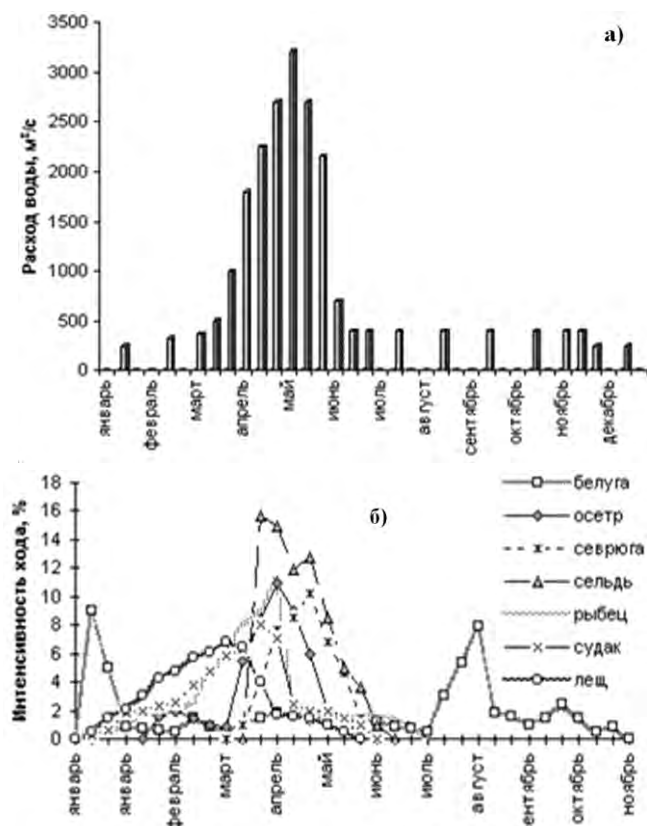 а)
Расход воды, м³/с
3500
3000
2500
2000
1500
1000
500
0
январь
февраль
март
апрель
май
июнь
июль
август
сентябрь
октябрь
ноябрь
декабрь
б)
Интенсивность хода, %
18
16
14
12
10
8
6
4
2
0
январь
январь
февраль
март
апрель
май
июнь
июль
август
сентябрь
октябрь
ноябрь
белуга
осетр
севрюга
сельдь
рыбец
судак
лещ